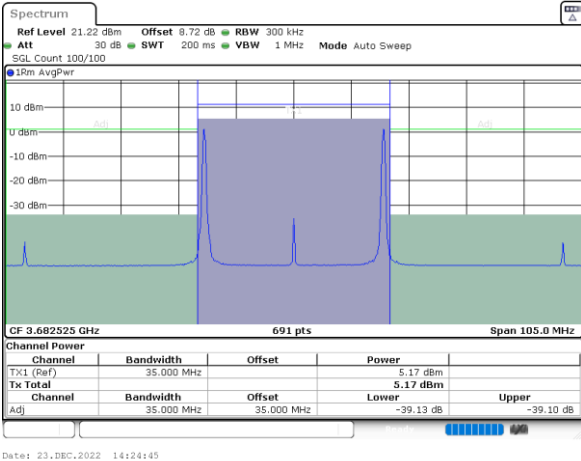 Spectrum
Ref Level 21.22 dBm Offset 8.72 dB RBW 300 kHz
Att 30 dB SWT 200 ms VBW 1 MHz Mode Auto Sweep
SGL Count 100/100
1Rm AvgPwr
10 dBm
0 dBm
Adj
Adj
-10 dBm
-20 dBm
-30 dBm
CF 3.682525 GHz 691 pts Span 105.0 MHz
Channel Power
Channel Bandwidth Offset Power
TX1 (Ref) 35.000 MHz 5.17 dBm
Tx Total 5.17 dBm
Channel Bandwidth Offset Lower Upper
Adj 35.000 MHz 35.000 MHz -39.13 dB -39.10 dB
Ready
Date: 23.DEC.2022 14:24:45